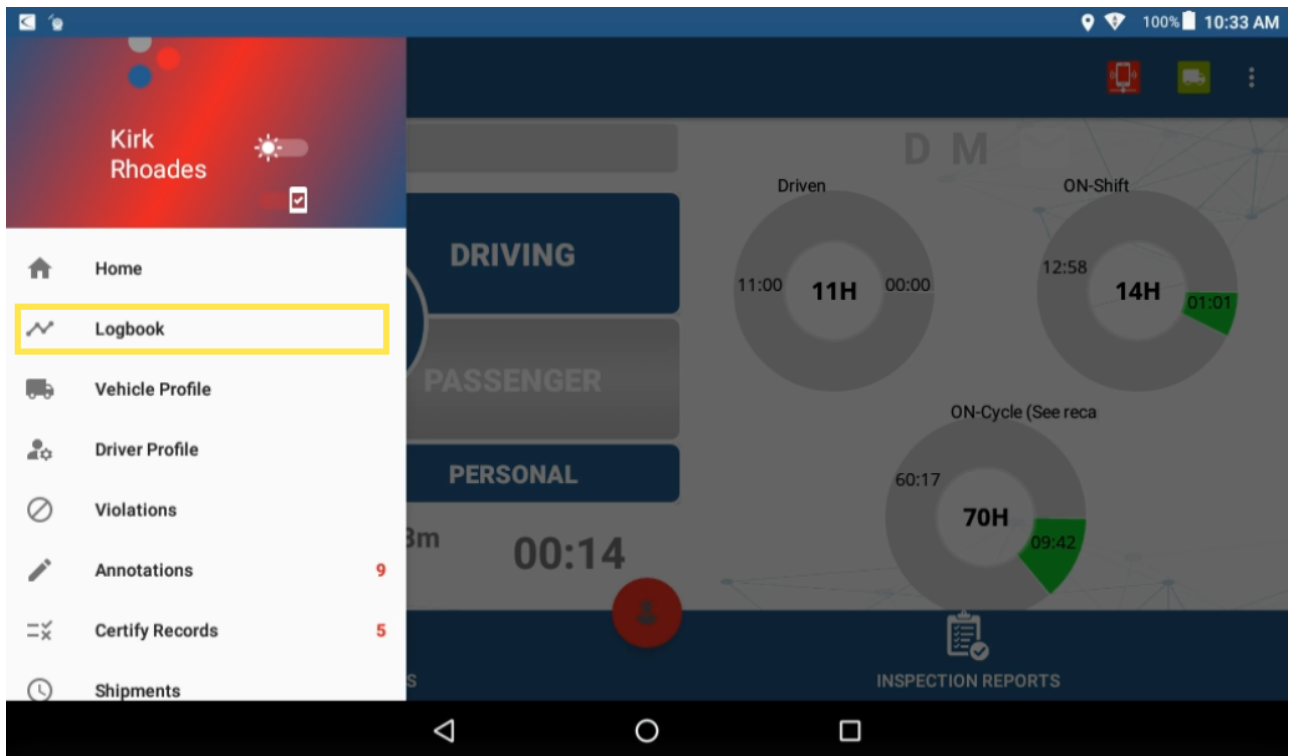 100% 10:33 AM
Kirk
Rhoades
Home
Logbook
Vehicle Profile
Driver Profile
Violations
Annotations 9
Certify Records 5
Shipments
DRIVING
PASSENGER
PERSONAL
3m 00:14
S
D M
Driven
11:00 11H 00:00
ON-Shift
12:58 14H 01:01
ON-Cycle (See reca
60:17 70H 09:42
INSPECTION REPORTS